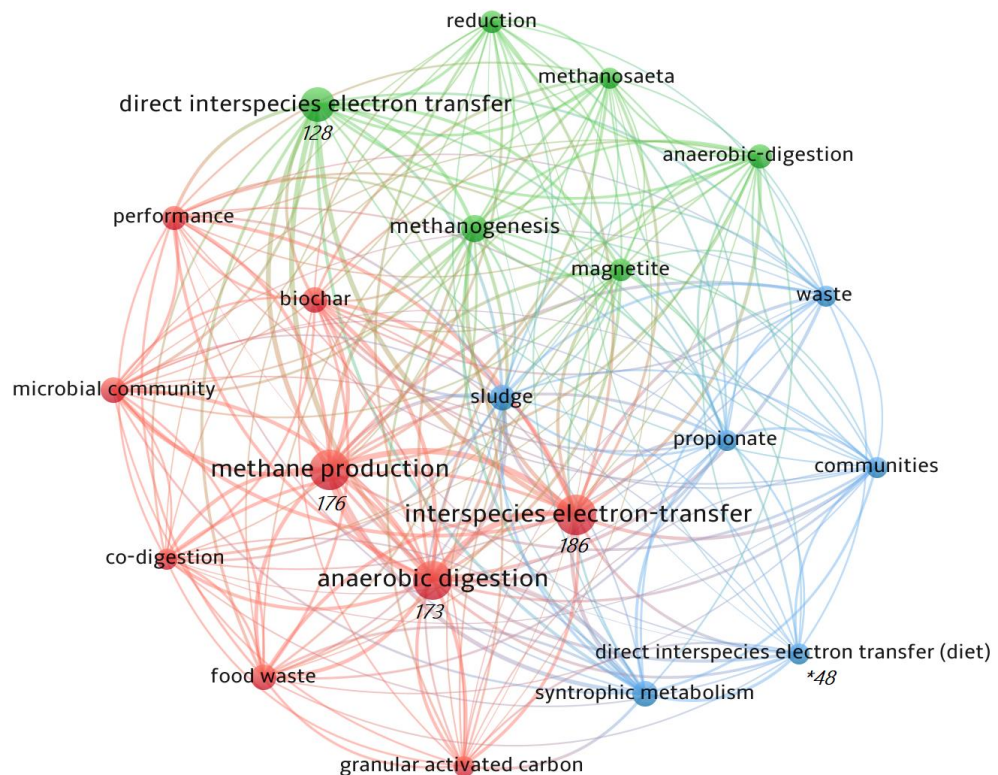 reduction
methanosaeta
direct interspecies electron transfer
128
anaerobic-digestion
performance
methanogenesis
magnetite
biochar
waste
microbial community
sludge
propionate
communities
methane production
176
interspecies electron-transfer
186
co-digestion
anaerobic digestion
173
direct interspecies electron transfer (diet)
*48
food waste
syntrophic metabolism
granular activated carbon